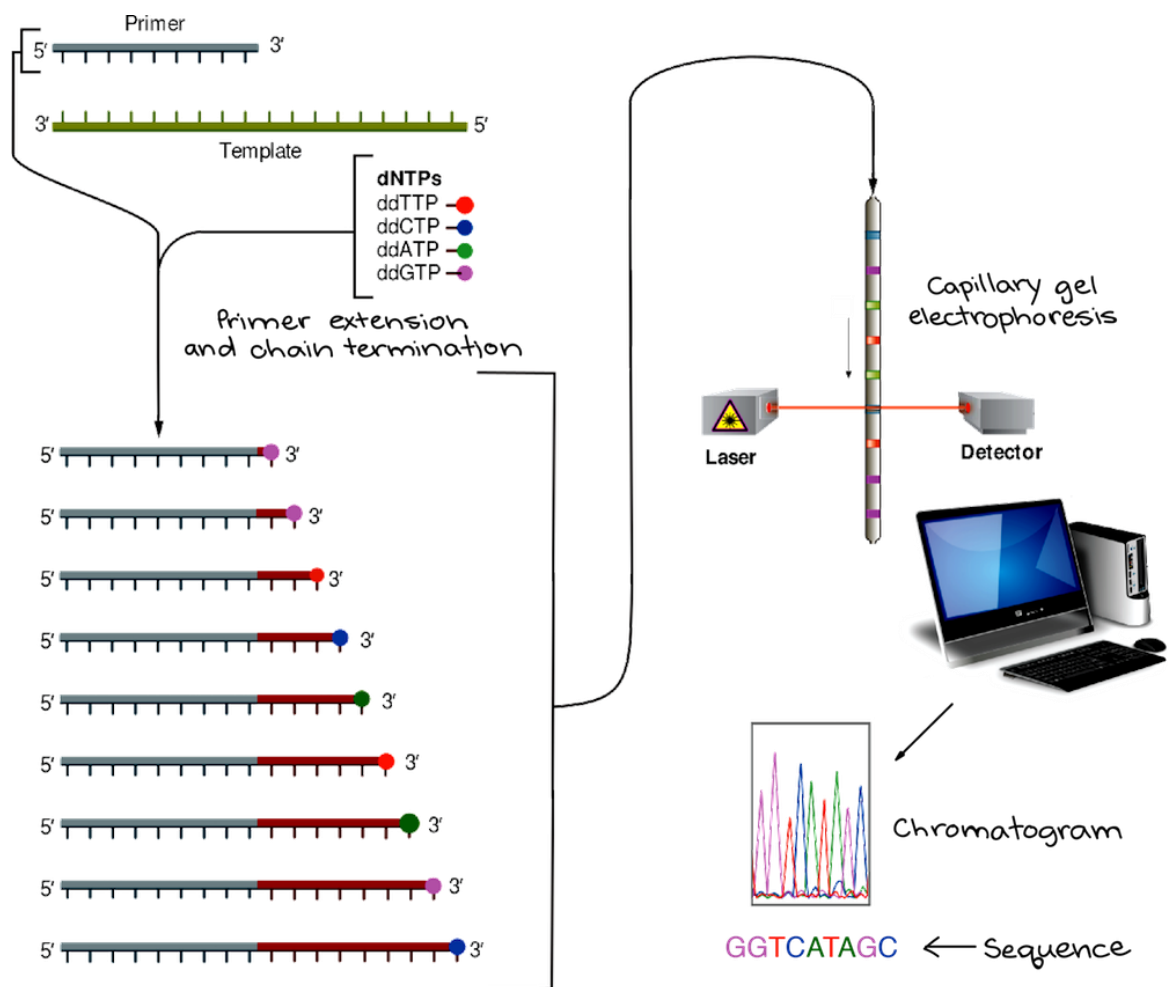 Primer
5′ 3′
3′ 5′
Template
dNTPs
ddTTP
ddCTP
ddATP
ddGTP
Primer extension
and chain termination
5′ 3′
5′ 3′
5′ 3′
5′ 3′
5′ 3′
5′ 3′
5′ 3′
5′ 3′
5′ 3′
Capillary gel
electrophoresis
Laser
Detector
Chromatogram
GGTCATAGC
Sequence